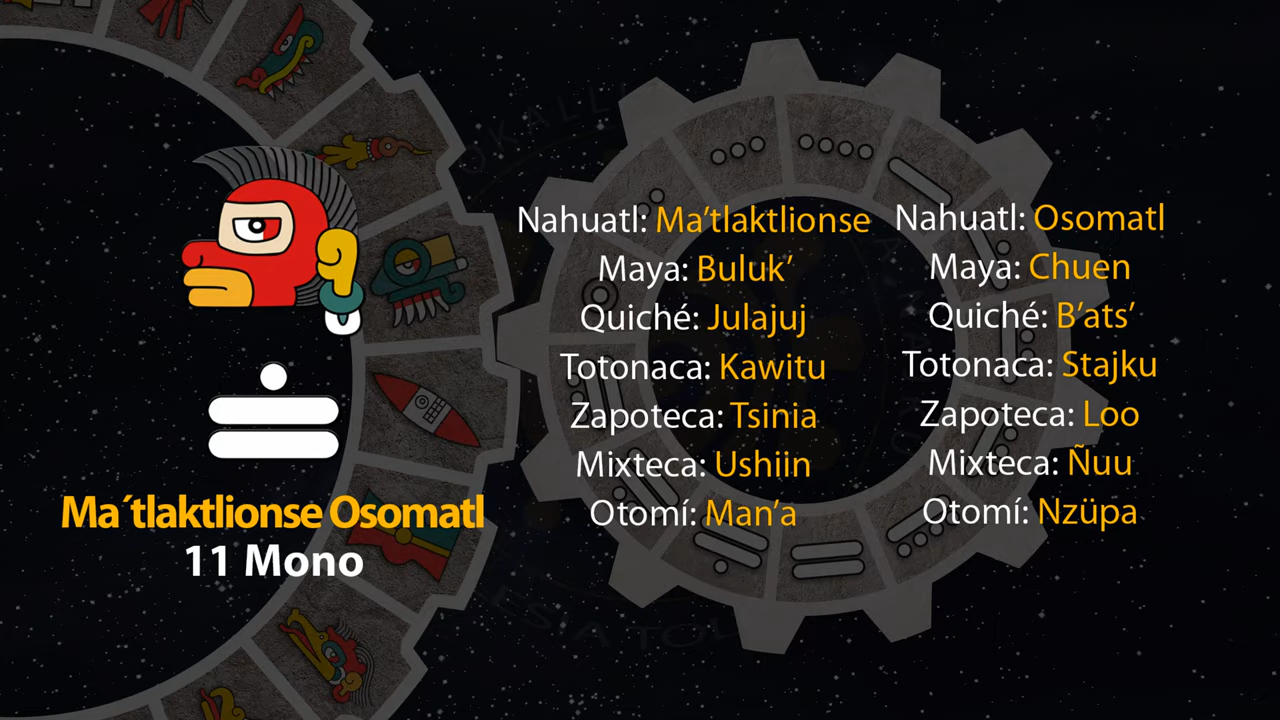 Nahuatl: Ma’tlaktlionse
Maya: Buluk’
Quiché: Julajuj
Totonaca: Kawitu
Zapoteca: Tsinia
Mixteca: Ushiin
Otomí: Man’a
Nahuatl: Osomatl
Maya: Chuen
Quiché: B’ats’
Totonaca: Stajku
Zapoteca: Loo
Mixteca: Ñuu
Otomí: Nzüpa
Ma´tlaktlionse Osomatl
11 Mono